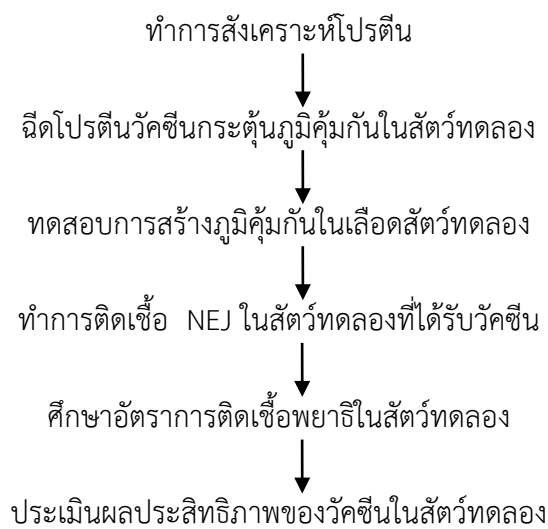 ทำการสังเคราะห์โปรตีน
ฉีดโปรตีนวัคซีนกระตุ้นภูมิคุ้มกันในสัตว์ทดลอง
ทดสอบการสร้างภูมิคุ้มกันในเลือดสัตว์ทดลอง
ทำการติดเชื้อ NEJ ในสัตว์ทดลองที่ได้รับวัคซีน
ศึกษาอัตราการติดเชื้อพยาธิในสัตว์ทดลอง
ประเมินผลประสิทธิภาพของวัคซีนในสัตว์ทดลอง